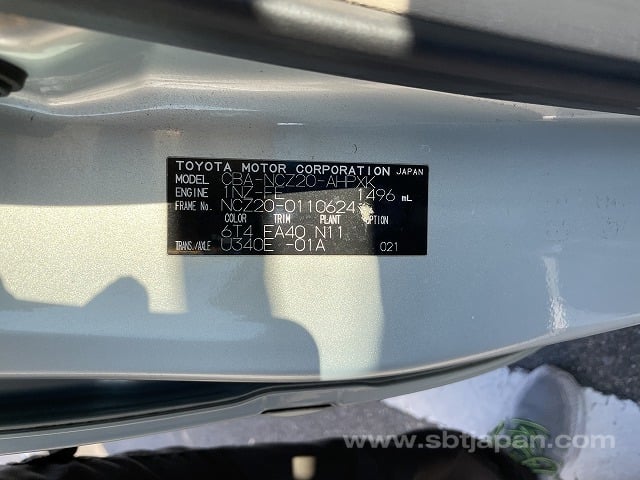 TOYOTA MOTOR CORPORATION JAPAN
MODEL CBA-NCZ20-AHPXK
ENGINE 1NZ-FE 1496 mL
FRAME No. NCZ20-0110624
COLOR TRIM PLANT OPTION
6T4 FA40 N11
TRANS./AXLE U340E -01A 021
www.sbtjapan.com